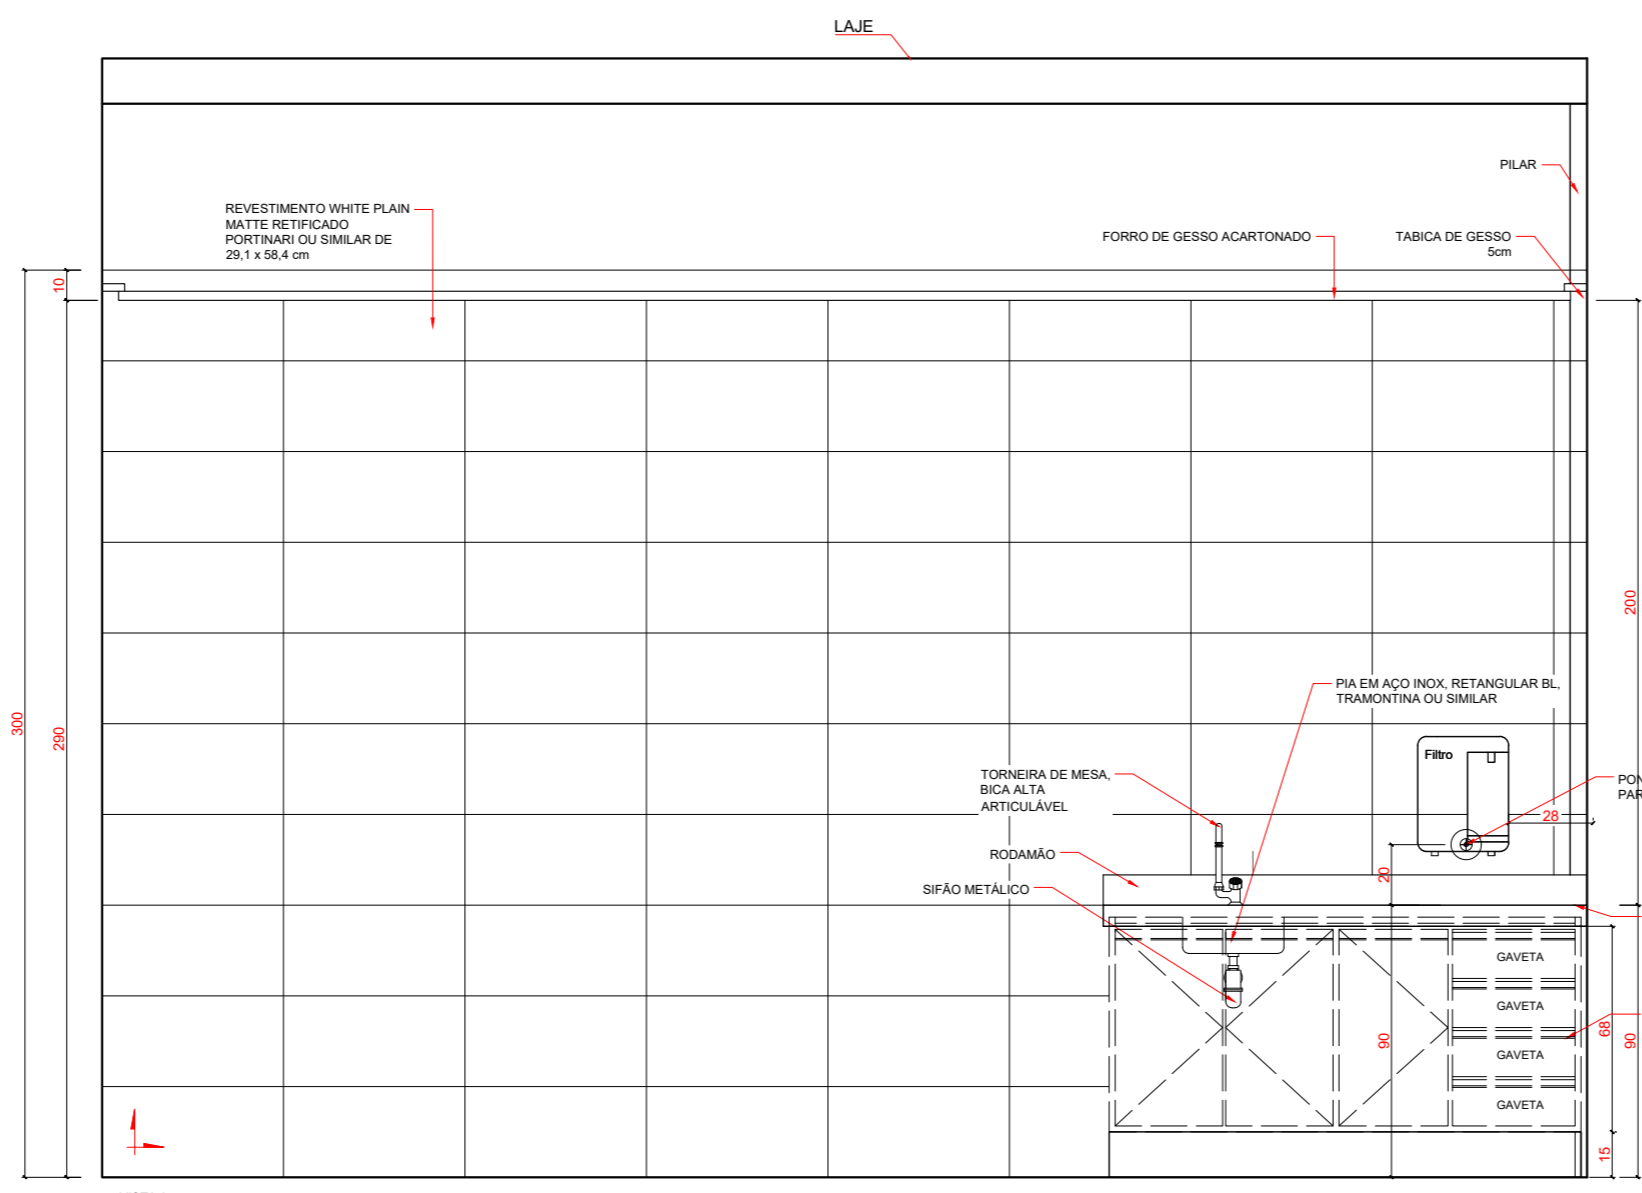 LAJE
PILAR
REVESTIMENTO WHITE PLAIN
MATTE RETIFICADO
PORTINARI OU SIMILAR DE
29,1 x 58,4 cm
FORRO DE GESSO ACARTONADO
TABICA DE GESSO
5cm
10
300
290
200
PIA EM AÇO INOX, RETANGULAR BL,
TRAMONTINA OU SIMILAR
Filtro
TORNEIRA DE MESA,
BICA ALTA
ARTICULÁVEL
PON
PAR
28
RODAMÃO
20
SIFÃO METÁLICO
GAVETA
GAVETA
68
90
90
GAVETA
GAVETA
15